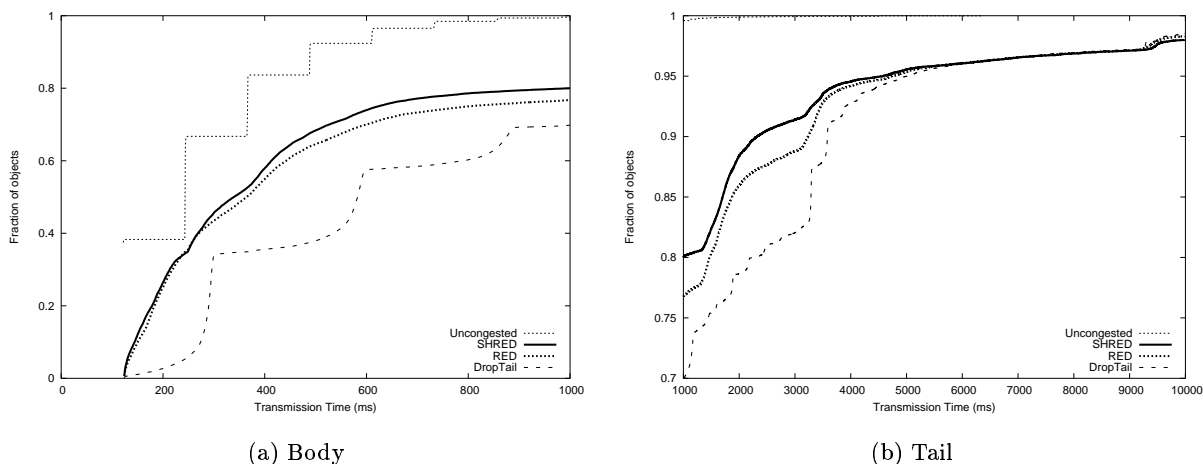 1
0.8
0.6
0.4
0.2
0
Fraction of objects
0 200 400 600 800 1000
Transmission Time (ms)
Uncongested
SHRED
RED
DropTail
(a) Body
1
0.95
0.9
0.85
0.8
0.75
0.7
Fraction of objects
1000 2000 3000 4000 5000 6000 7000 8000 9000 10000
Transmission Time (ms)
Uncongested
SHRED
RED
DropTail
(b) Tail